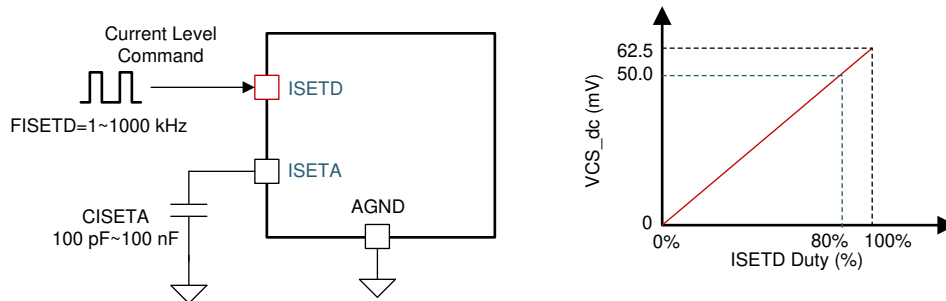 Current Level
Command
ISETD
FISETD=1~1000 kHz
ISETA
CISETA
100 pF~100 nF
AGND
VCS_dc (mV)
62.5
50.0
0
0%
80%
100%
ISETD Duty (%)